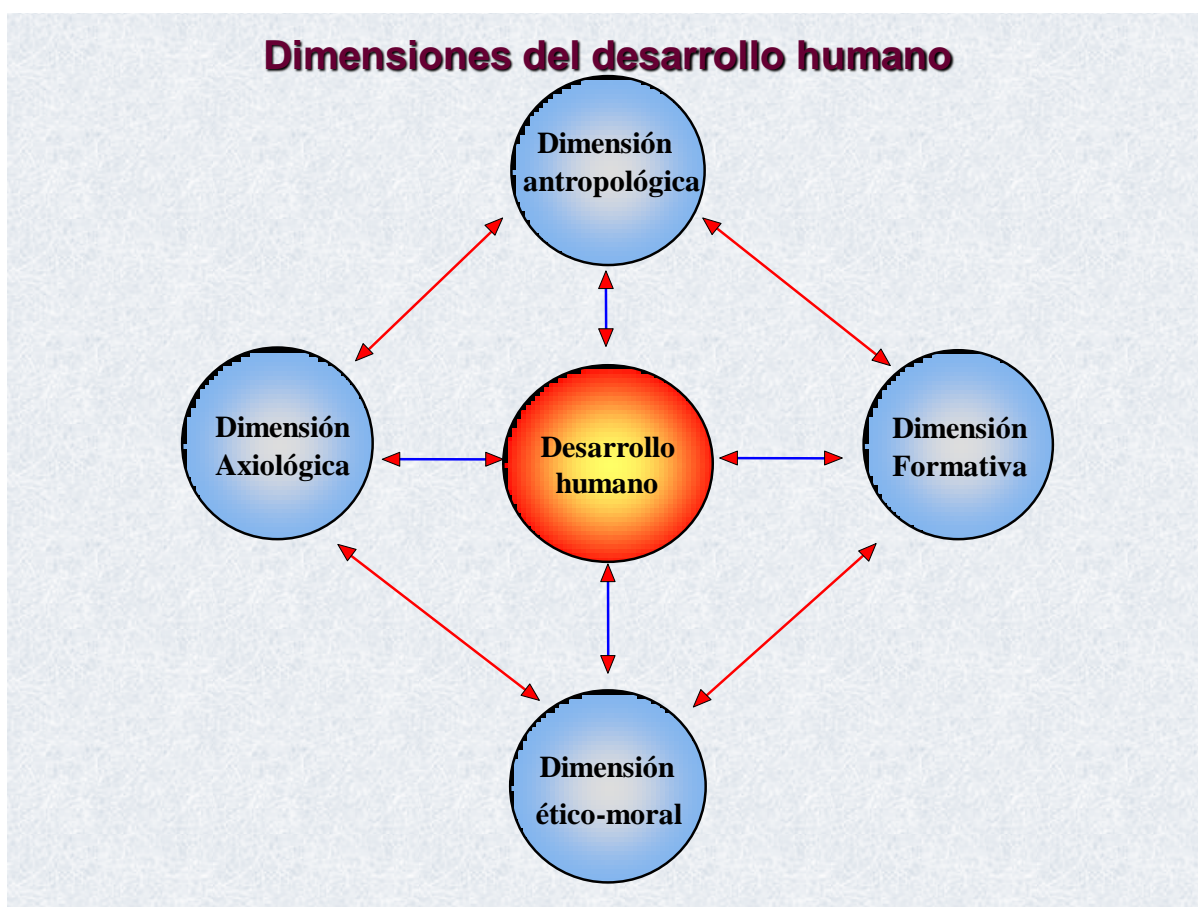 Dimensiones del desarrollo humano
Dimensión
antropológica
Dimensión
Axiológica
Desarrollo
humano
Dimensión
Formativa
Dimensión
ético-moral